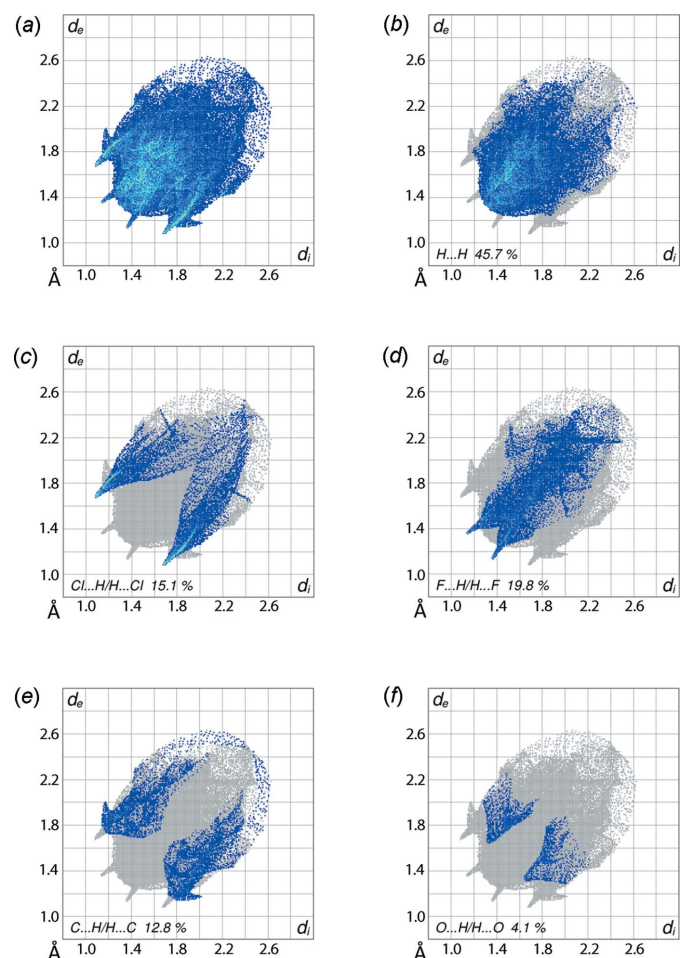 (a) dₑ
2.6
2.2
1.8
1.4
1.0
dᵢ
Å 1.0 1.4 1.8 2.2 2.6
(b) dₑ
2.6
2.2
1.8
1.4
1.0
H...H 45.7 % dᵢ
Å 1.0 1.4 1.8 2.2 2.6
(c) dₑ
2.6
2.2
1.8
1.4
1.0
Cl...H/H...Cl 15.1 % dᵢ
Å 1.0 1.4 1.8 2.2 2.6
(d) dₑ
2.6
2.2
1.8
1.4
1.0
F...H/H...F 19.8 % dᵢ
Å 1.0 1.4 1.8 2.2 2.6
(e) dₑ
2.6
2.2
1.8
1.4
1.0
C...H/H...C 12.8 % dᵢ
Å 1.0 1.4 1.8 2.2 2.6
(f) dₑ
2.6
2.2
1.8
1.4
1.0
O...H/H...O 4.1 % dᵢ
Å 1.0 1.4 1.8 2.2 2.6